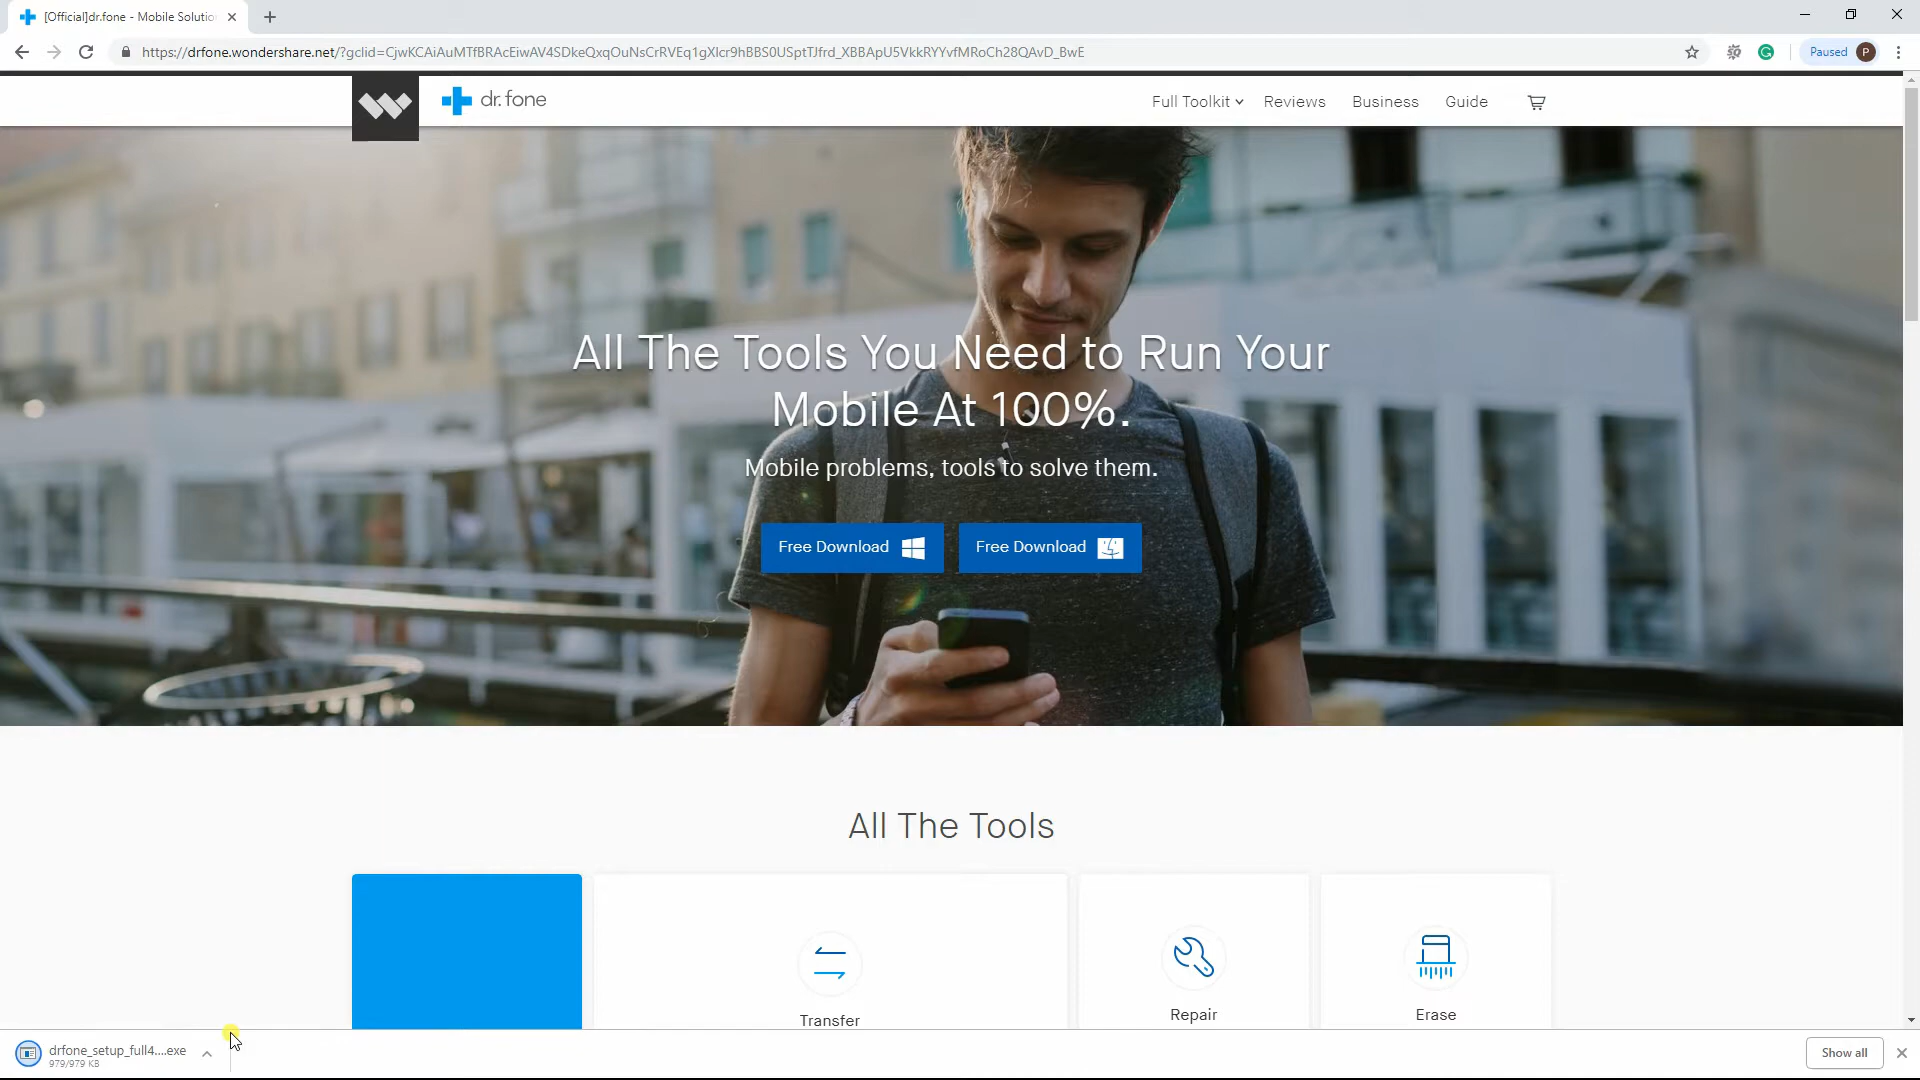 [Official]dr.fone - Mobile Solutio
https://drfone.wondershare.net/?gclid=CjwKCAiAuMTfBRAcEiwAV4SDkeQxqOuNsCrRVEq1gXIcr9hBBS0USptTJfrd_XBBApU5VkkRYYvfMRoCh28QAvD_BwE
Paused
P
dr.fone
Full Toolkit
Reviews
Business
Guide
All The Tools You Need to Run Your
Mobile At 100%.
Mobile problems, tools to solve them.
Free Download
Free Download
All The Tools
Transfer
Repair
Erase
drfone_setup_full4....exe
979/979 KB
Show all